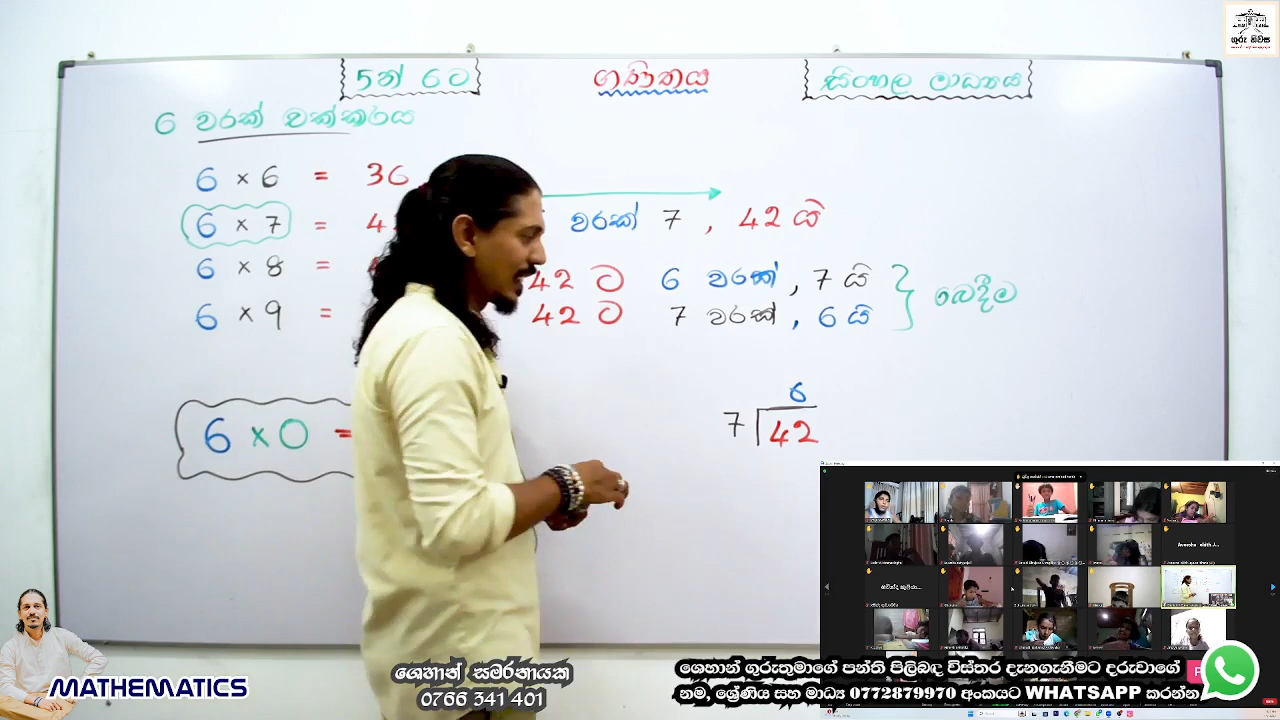 ගුරු නිවස
5න් 6ට
ගණිතය
සිංහල මාධ්‍යය
6 වරක් චක්කරය
6 × 6 = 36
6 × 7 = 4
වරක් 7 , 42 යි
6 × 8 =
42 ට 6 වරක් , 7 යි
6 × 9 =
42 ට 7 වරක් , 6 යි
බෙදීම
6 × 0 =
6
7 42
MATHEMATICS
ශෙහාන් සමරනායක
0766 341 401
ශෙහාන් ගුරුතුමාගේ පන්ති පිලිබඳ විස්තර දැනගැනීමට දරුවාගේ
නම, ශ්‍රේණිය සහ මාධ්‍ය 0772879970 අංකයට WHATSAPP කරන්න